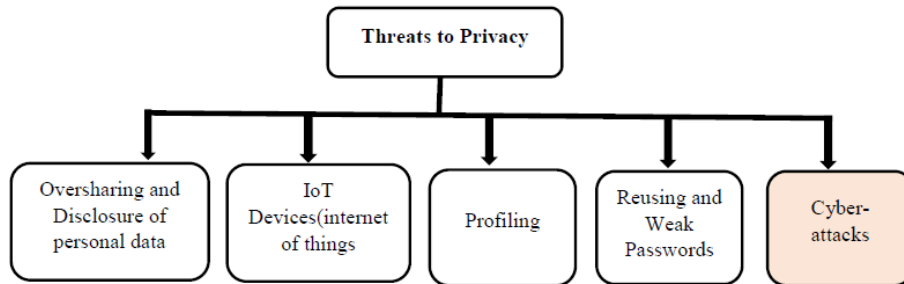 Threats to Privacy
Oversharing and
Disclosure of
personal data
IoT
Devices(internet
of things
Profiling
Reusing and
Weak
Passwords
Cyber-
attacks